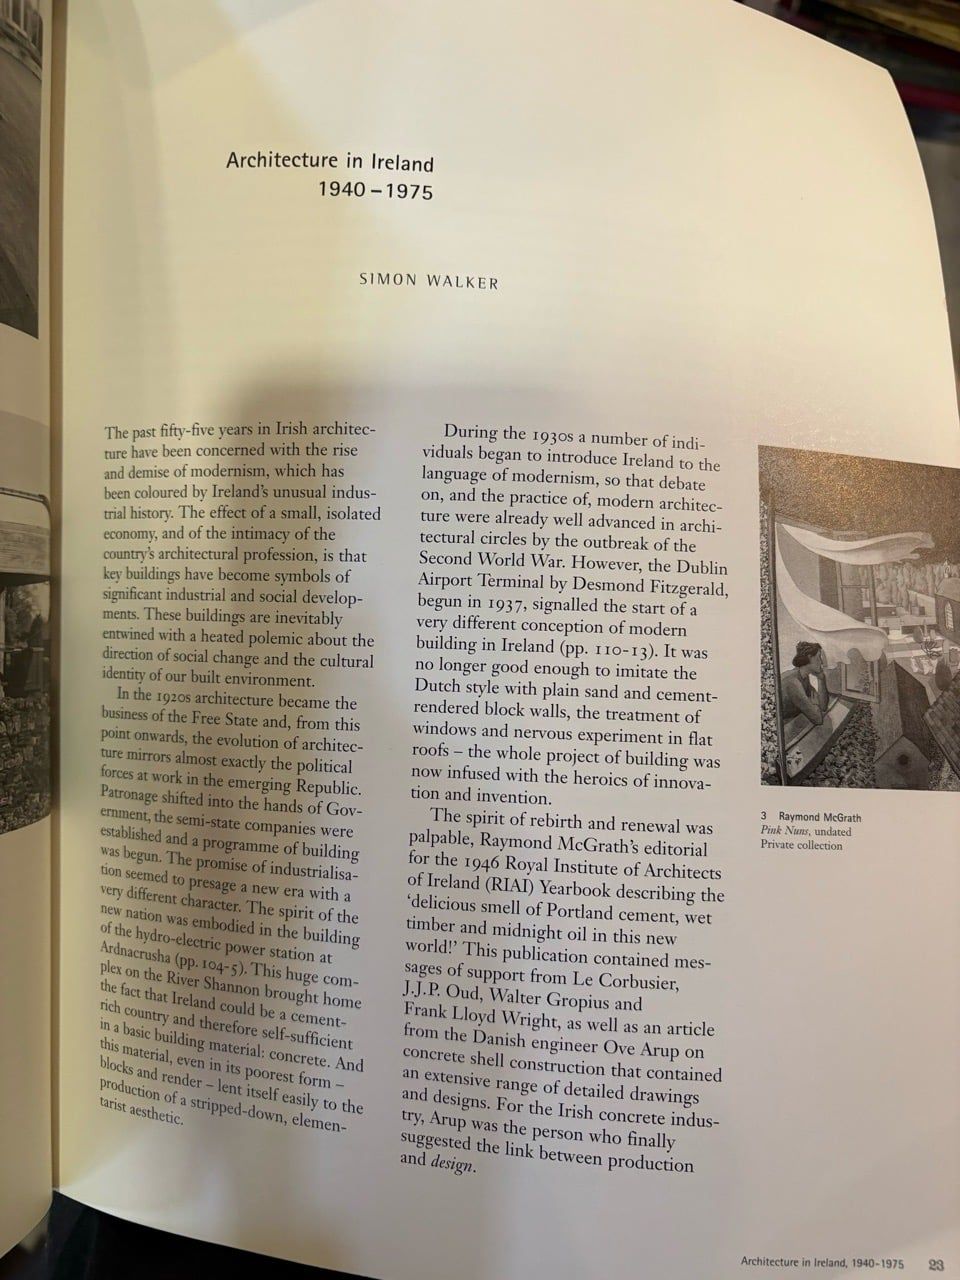 Architecture in Ireland
1940 – 1975
SIMON WALKER
The past fifty-five years in Irish architec-
ture have been concerned with the rise
and demise of modernism, which has
been coloured by Ireland's unusual indus-
trial history. The effect of a small, isolated
economy, and of the intimacy of the
country's architectural profession, is that
key buildings have become symbols of
significant industrial and social develop-
ments. These buildings are inevitably
entwined with a heated polemic about the
direction of social change and the cultural
identity of our built environment.
In the 1920s architecture became the
business of the Free State and, from this
point onwards, the evolution of architec-
ture mirrors almost exactly the political
forces at work in the emerging Republic.
Patronage shifted into the hands of Gov-
ernment, the semi-state companies were
established and a programme of building
was begun. The promise of industrialisa-
tion seemed to presage a new era with a
very different character. The spirit of the
new nation was embodied in the building
of the hydro-electric power station at
Ardnacrusha (pp. 104-5). This huge com-
plex on the River Shannon brought home
the fact that Ireland could be a cement-
rich country and therefore self-sufficient
in a basic building material: concrete. And
this material, even in its poorest form –
blocks and render – lent itself easily to the
production of a stripped-down, elemen-
tarist aesthetic.
During the 1930s a number of indi-
viduals began to introduce Ireland to the
language of modernism, so that debate
on, and the practice of, modern architec-
ture were already well advanced in archi-
tectural circles by the outbreak of the
Second World War. However, the Dublin
Airport Terminal by Desmond Fitzgerald,
begun in 1937, signalled the start of a
very different conception of modern
building in Ireland (pp. 110-13). It was
no longer good enough to imitate the
Dutch style with plain sand and cement-
rendered block walls, the treatment of
windows and nervous experiment in flat
roofs – the whole project of building was
now infused with the heroics of innova-
tion and invention.
The spirit of rebirth and renewal was
palpable, Raymond McGrath's editorial
for the 1946 Royal Institute of Architects
of Ireland (RIAI) Yearbook describing the
'delicious smell of Portland cement, wet
timber and midnight oil in this new
world!' This publication contained mes-
sages of support from Le Corbusier,
J.J.P. Oud, Walter Gropius and
Frank Lloyd Wright, as well as an article
from the Danish engineer Ove Arup on
concrete shell construction that contained
an extensive range of detailed drawings
and designs. For the Irish concrete indus-
try, Arup was the person who finally
suggested the link between production
and design.
3 Raymond McGrath
Pink Nuns, undated
Private collection
Architecture in Ireland, 1940-1975 23